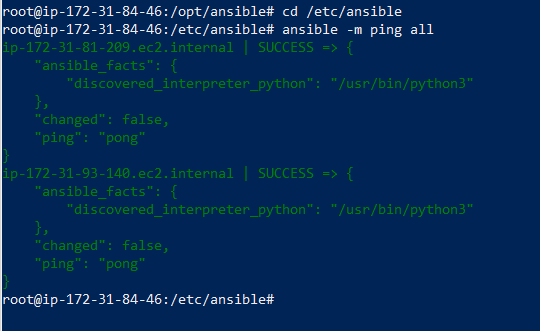 root@ip-172-31-84-46:/opt/ansible# cd /etc/ansible
root@ip-172-31-84-46:/etc/ansible# ansible -m ping all
ip-172-31-81-209.ec2.internal | SUCCESS => {
    "ansible_facts": {
        "discovered_interpreter_python": "/usr/bin/python3"
    },
    "changed": false,
    "ping": "pong"
}
ip-172-31-93-140.ec2.internal | SUCCESS => {
    "ansible_facts": {
        "discovered_interpreter_python": "/usr/bin/python3"
    },
    "changed": false,
    "ping": "pong"
}
root@ip-172-31-84-46:/etc/ansible#